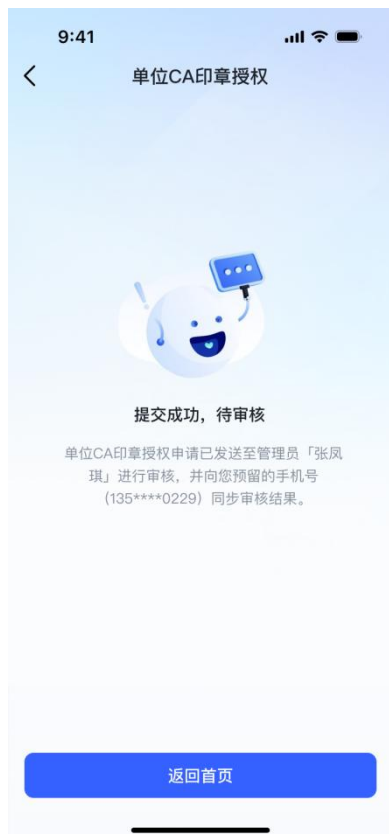 9:41
单位CA印章授权
提交成功，待审核
单位CA印章授权申请已发送至管理员「张凤
琪」进行审核，并向您预留的手机号
（135****0229）同步审核结果。
返回首页